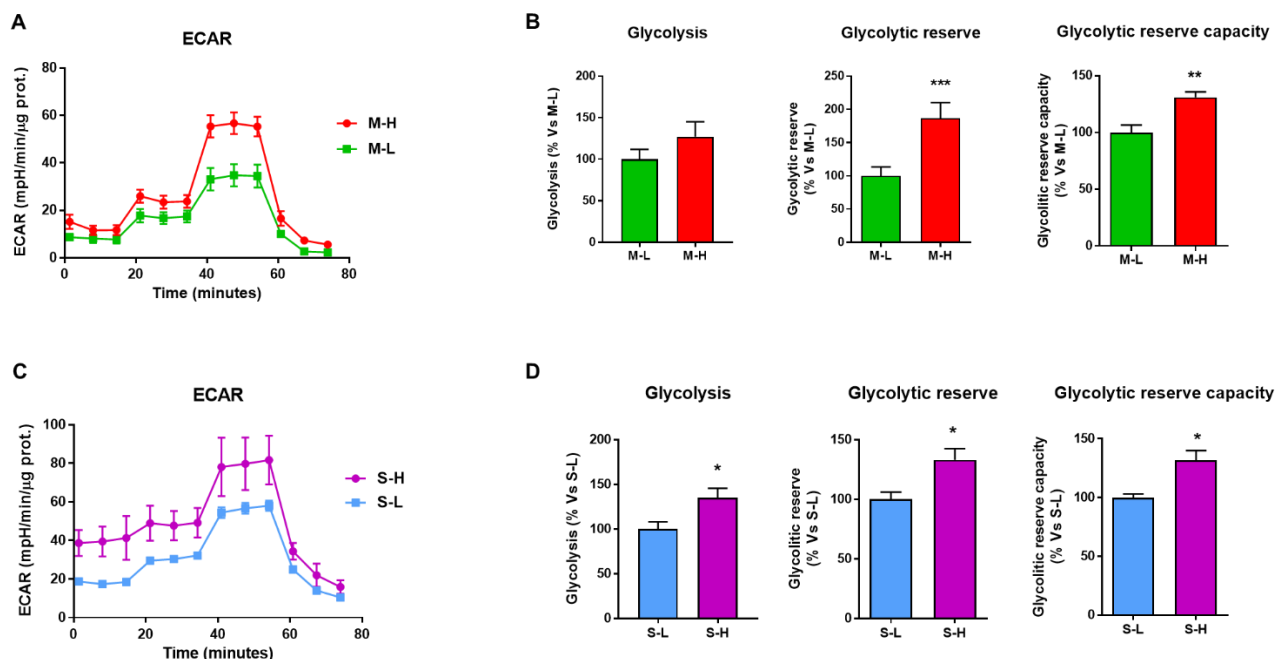 A
ECAR
ECAR (mpH/min/µg prot.)
80
60
40
20
0
0 20 40 60 80
Time (minutes)
M-H
M-L
B
Glycolysis
Glycolysis (% Vs M-L)
200
150
100
50
0
M-L M-H
Glycolytic reserve
Gycolytic reserve
(% Vs M-L)
250
200
150
100
50
0
***
M-L M-H
Glycolytic reserve capacity
Glycolitic reserve capacity
(% Vs M-L)
150
100
50
0
**
M-L M-H
C
ECAR
ECAR (mpH/min/µg prot.)
100
80
60
40
20
0
0 20 40 60 80
Time (minutes)
S-H
S-L
D
Glycolysis
Glycolysis (% Vs S-L)
200
150
100
50
0
*
S-L S-H
Glycolytic reserve
Glycolitic reserve
(% Vs S-L)
150
100
50
0
*
S-L S-H
Glycolytic reserve capacity
Glycolitic reserve capacity
(% Vs S-L)
150
100
50
0
*
S-L S-H